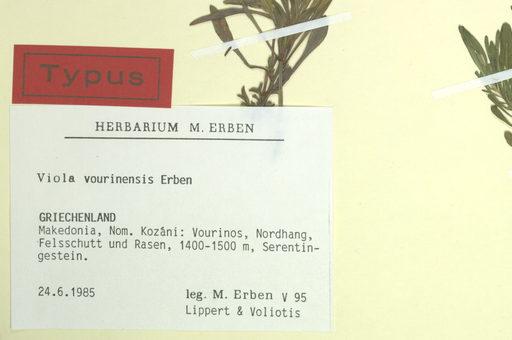 Typus
HERBARIUM M. ERBEN
Viola vourinensis Erben
GRIECHENLAND
Makedonia, Nom. Kozáni: Vourinos, Nordhang,
Felsschutt und Rasen, 1400-1500 m, Serentin-
gestein.
24.6.1985
leg. M. Erben V 95
Lippert & Voliotis